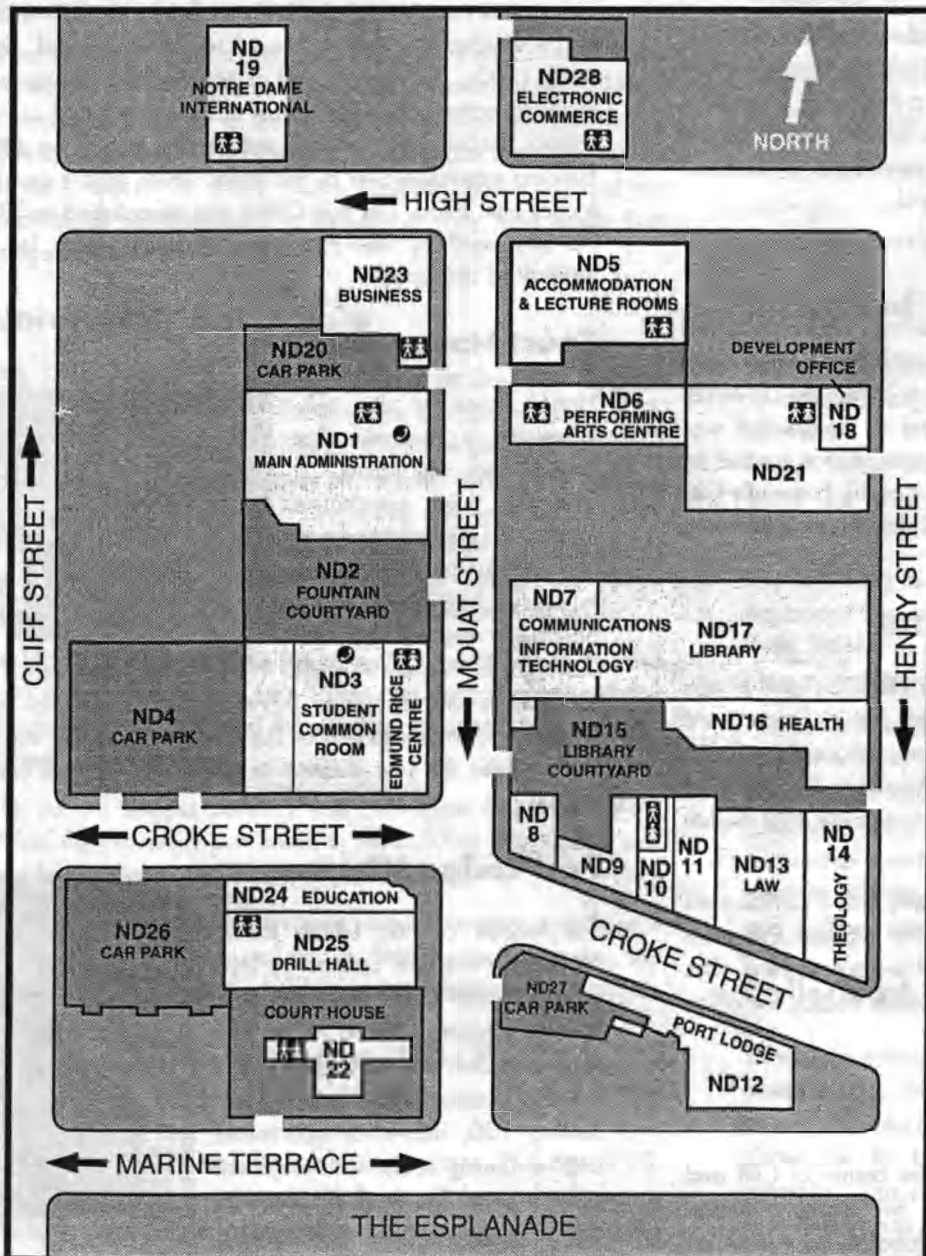 ND
19
NOTRE DAME
INTERNATIONAL
ND28
ELECTRONIC
COMMERCE
NORTH
HIGH STREET
ND23
BUSINESS
ND20
CAR PARK
ND1
MAIN ADMINISTRATION
ND2
FOUNTAIN
COURTYARD
ND4
CAR PARK
ND3
STUDENT
COMMON
ROOM
EDMUND RICE
CENTRE
CLIFF STREET
MOUAT STREET
ND5
ACCOMMODATION
& LECTURE ROOMS
DEVELOPMENT
OFFICE
ND6
PERFORMING
ARTS CENTRE
ND
18
ND21
ND7
COMMUNICATIONS
INFORMATION
TECHNOLOGY
ND17
LIBRARY
ND16 HEALTH
ND15
LIBRARY
COURTYARD
ND
8
ND9
ND
10
ND
11
ND13
LAW
ND
14
THEOLOGY
HENRY STREET
CROKE STREET
CROKE STREET
ND24 EDUCATION
ND26
CAR PARK
ND25
DRILL HALL
COURT HOUSE
ND
22
ND27
CAR PARK
PORT LODGE
ND12
MARINE TERRACE
THE ESPLANADE